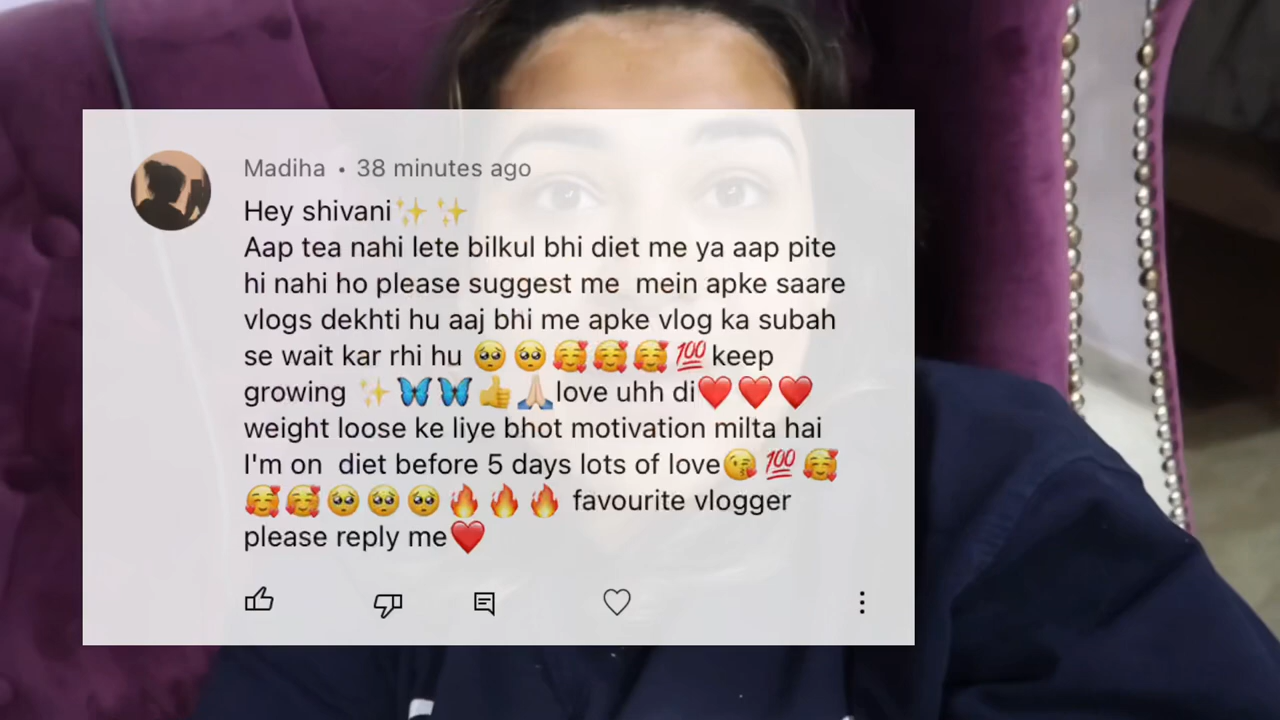 Madiha • 38 minutes ago
Hey shivani✨✨
Aap tea nahi lete bilkul bhi diet me ya aap pite
hi nahi ho please suggest me  mein apke saare
vlogs dekhti hu aaj bhi me apke vlog ka subah
se wait kar rhi hu 🥺🥺🥰🥰🥰💯keep
growing ✨🦋🦋👍🙏🏻love uhh di❤️❤️❤️
weight loose ke liye bhot motivation milta hai
I'm on  diet before 5 days lots of love😘💯🥰
🥰🥰🥺🥺🥺🔥🔥🔥 favourite vlogger
please reply me❤️